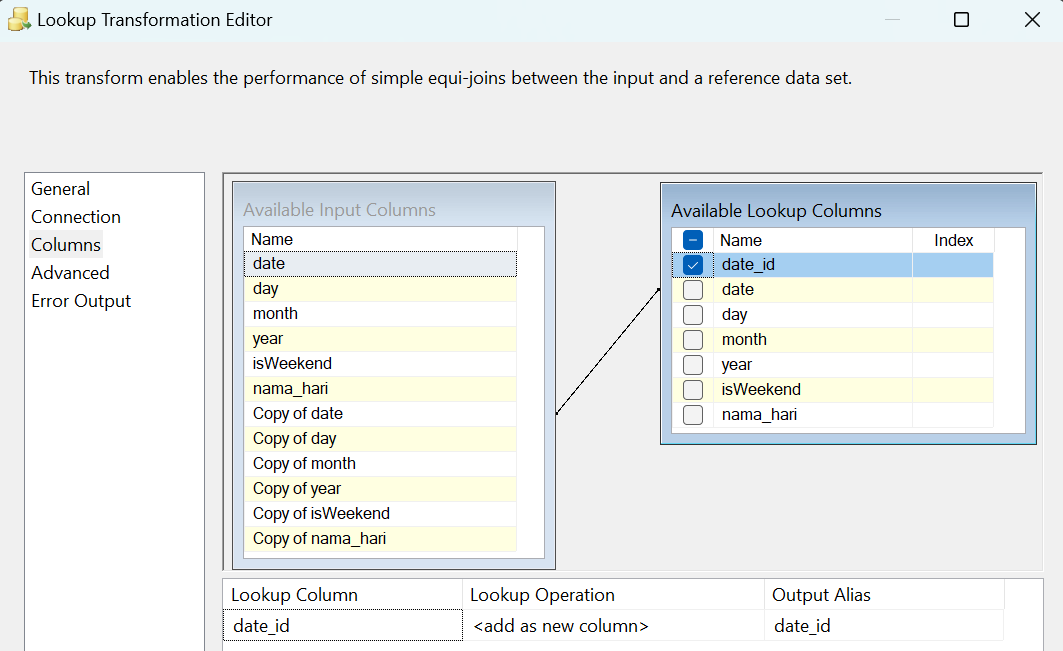 Lookup Transformation Editor
This transform enables the performance of simple equi-joins between the input and a reference data set.
General
Connection
Columns
Advanced
Error Output
Available Input Columns
Name
date
day
month
year
isWeekend
nama_hari
Copy of date
Copy of day
Copy of month
Copy of year
Copy of isWeekend
Copy of nama_hari
Available Lookup Columns
Name Index
date_id
date
day
month
year
isWeekend
nama_hari
Lookup Column Lookup Operation Output Alias
date_id <add as new column> date_id